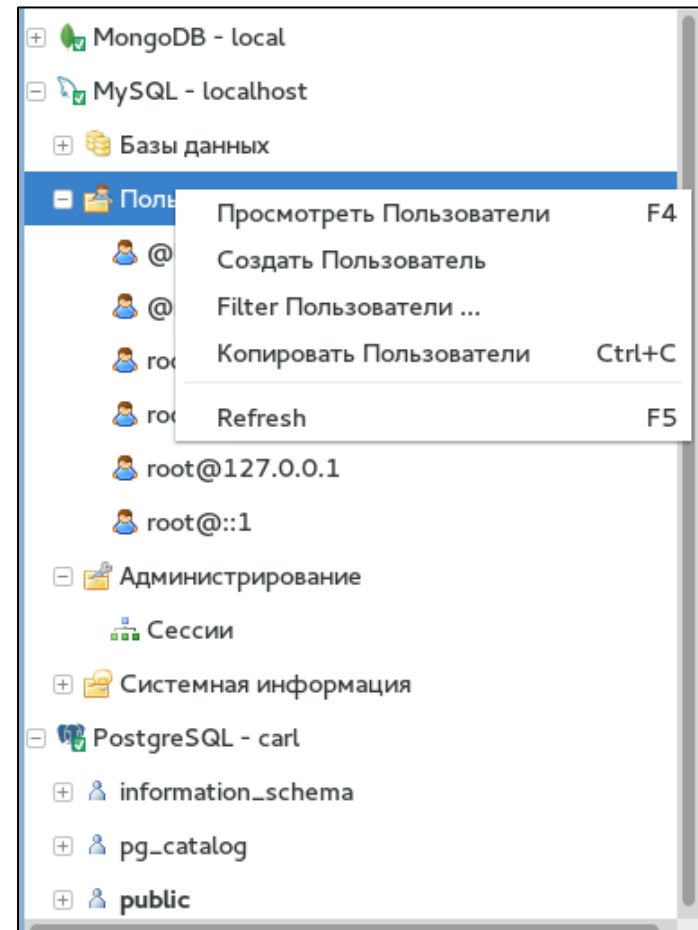 MongoDB - local
MySQL - localhost
Базы данных
Просмотреть Пользователи F4
@ Создать Пользователь
@ Filter Пользователи ...
Копировать Пользователи Ctrl+C
Refresh F5
root@127.0.0.1
root@::1
Администрирование
Сессии
Системная информация
PostgreSQL - carl
information_schema
pg_catalog
public